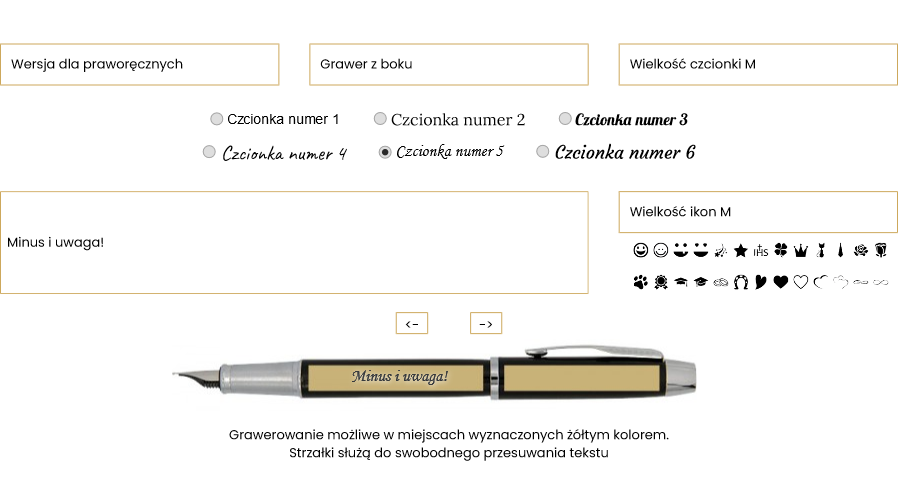 Wersja dla praworęcznych
Grawer z boku
Wielkość czcionki M
Czcionka numer 1
Czcionka numer 2
Czcionka numer 3
Czcionka numer 4
Czcionka numer 5
Czcionka numer 6
Minus i uwaga!
Wielkość ikon M
IHS
<-
->
Minus i uwaga!
Grawerowanie możliwe w miejscach wyznaczonych żółtym kolorem.
Strzałki służą do swobodnego przesuwania tekstu